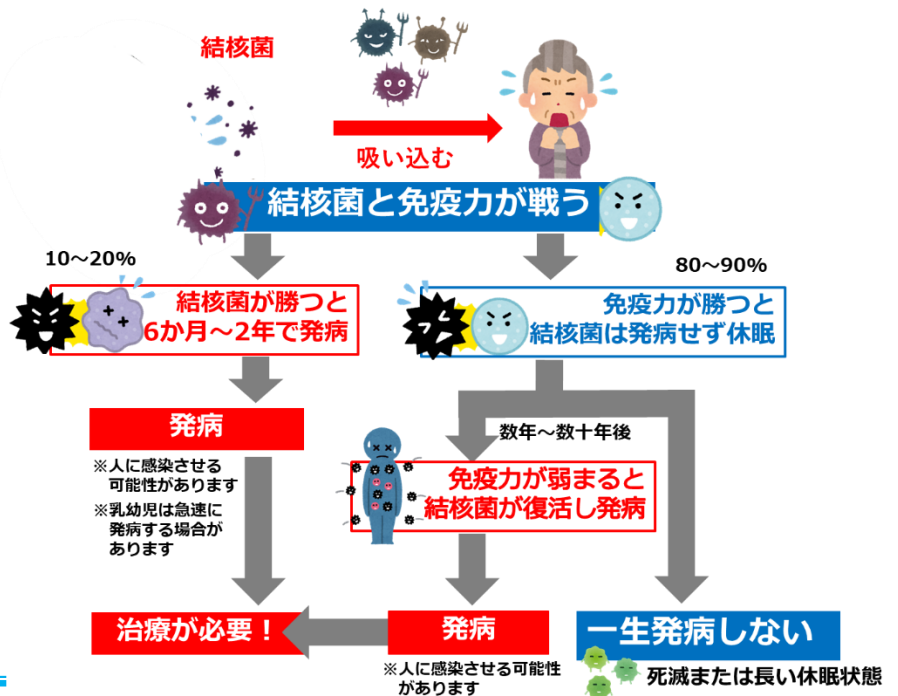 結核菌
吸い込む
結核菌と免疫力が戦う
10～20%
80～90%
結核菌が勝つと
6か月～2年で発病
免疫力が勝つと
結核菌は発病せず休眠
発病
※人に感染させる
可能性があります
※乳幼児は急速に
発病する場合が
あります
数年～数十年後
免疫力が弱まると
結核菌が復活し発病
治療が必要！
発病
※人に感染させる可能性
があります
一生発病しない
死滅または長い休眠状態